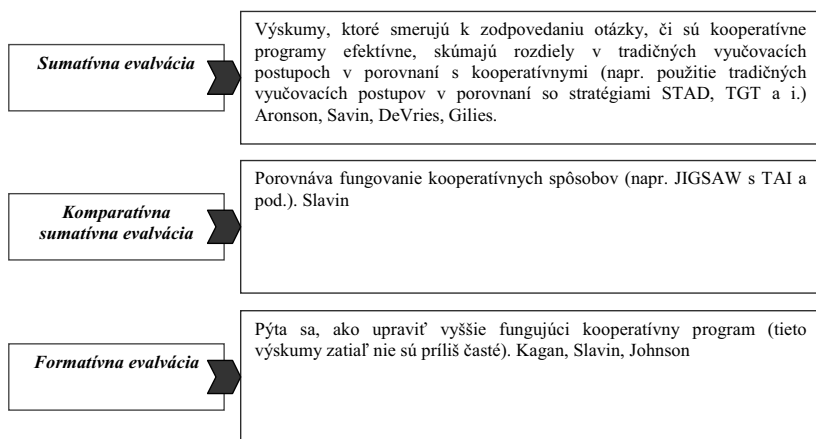 Sumatívna evalvácia
Výskumy, ktoré smerujú k zodpovedaniu otázky, či sú kooperatívne
programy efektívne, skúmajú rozdiely v tradičných vyučovacích
postupoch v porovnaní s kooperatívnymi (napr. použitie tradičných
vyučovacích postupov v porovnaní so stratégiami STAD, TGT a i.)
Aronson, Savin, DeVries, Gilies.
Komparatívna
sumatívna evalvácia
Porovnáva fungovanie kooperatívnych spôsobov (napr. JIGSAW s TAI a
pod.). Slavin
Formatívna evalvácia
Pýta sa, ako upraviť vyššie fungujúci kooperatívny program (tieto
výskumy zatiaľ nie sú príliš časté). Kagan, Slavin, Johnson